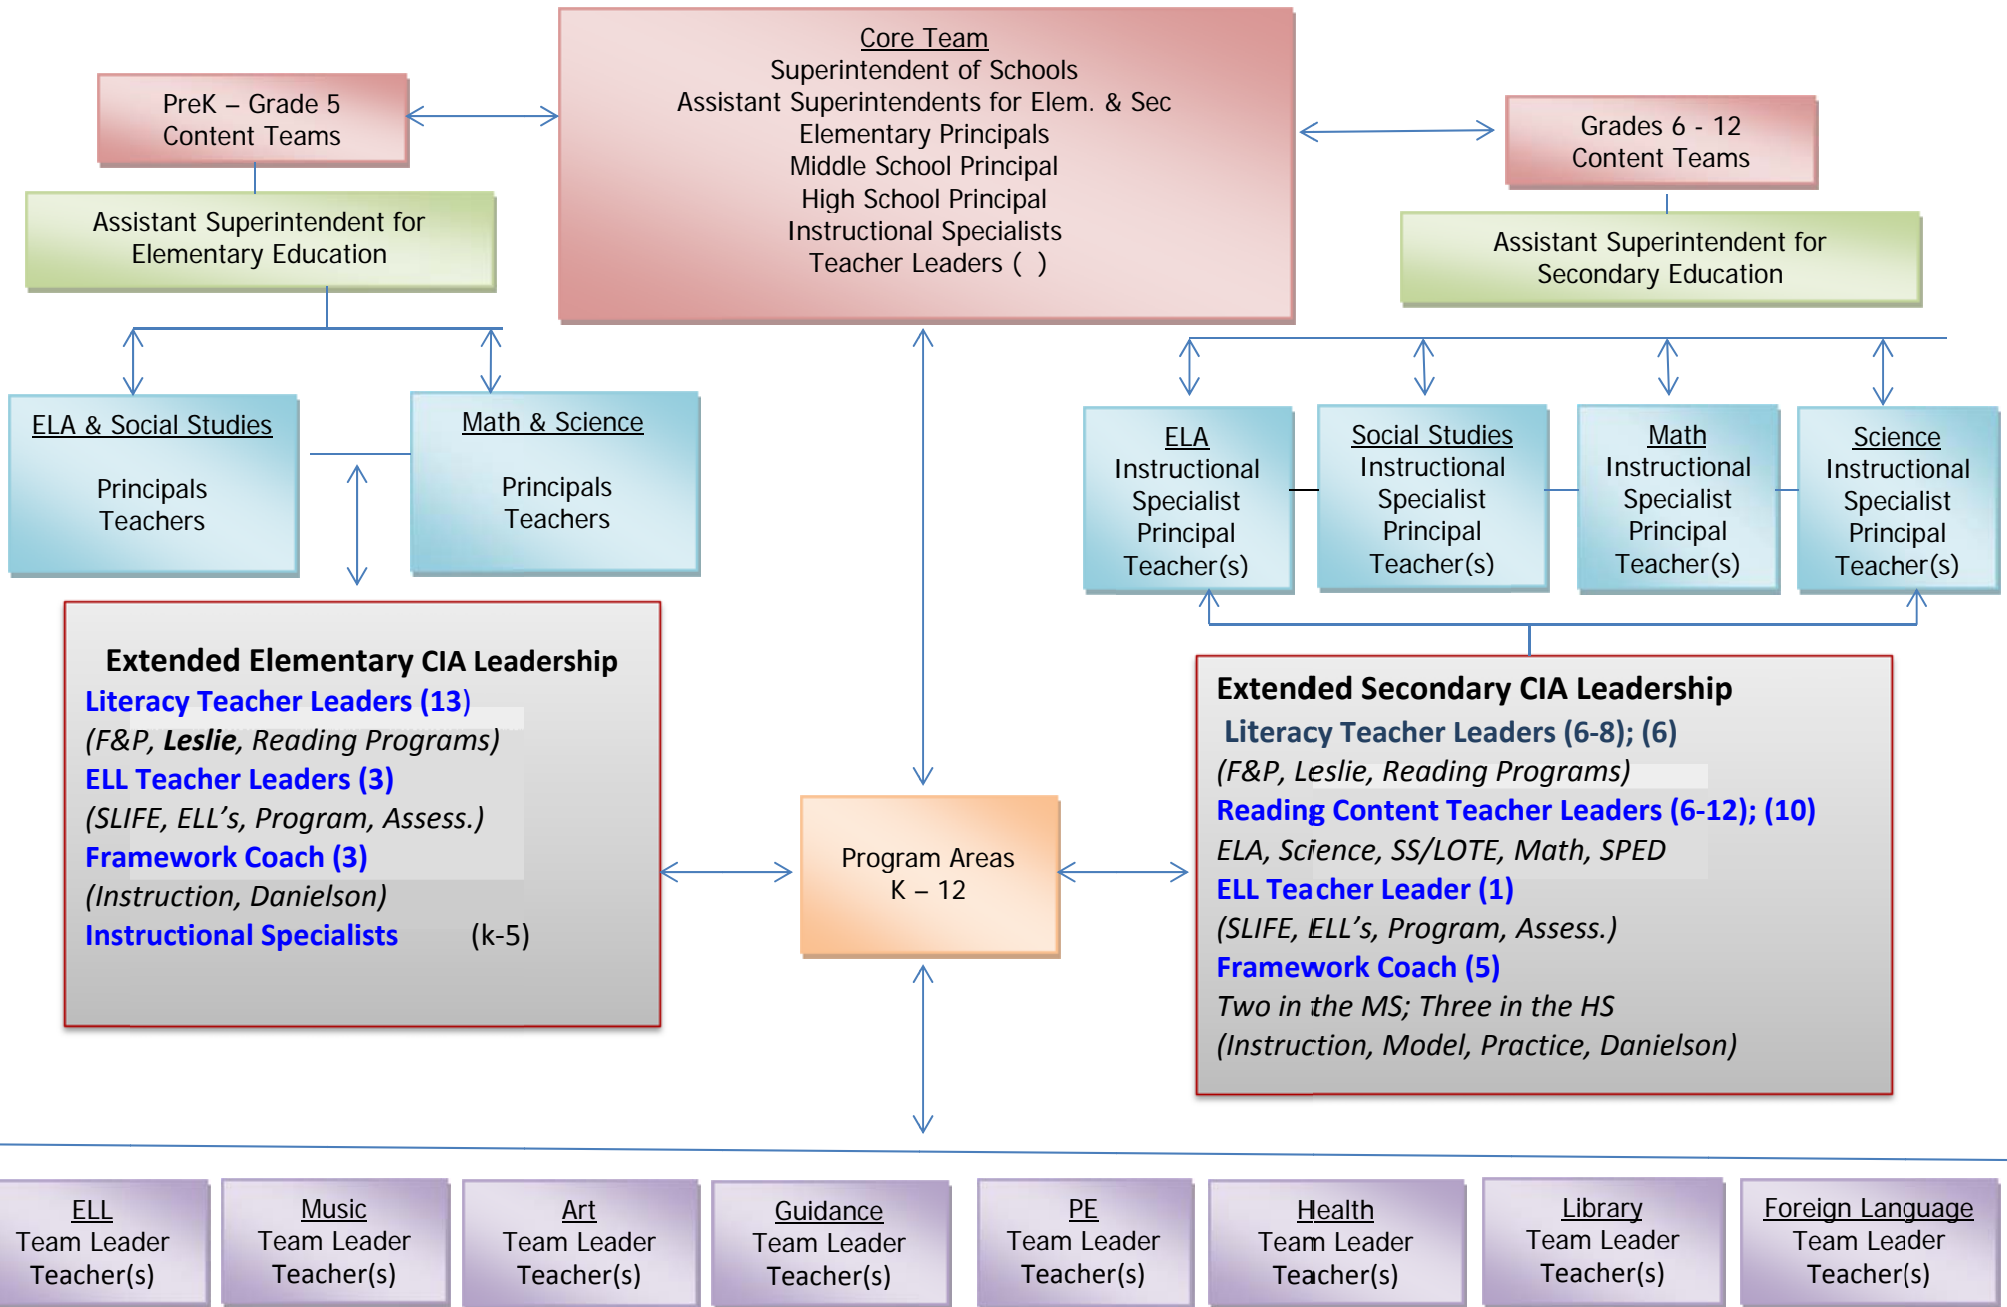 Core Team
Superintendent of Schools
Assistant Superintendents for Elem. & Sec
Elementary Principals
Middle School Principal
High School Principal
Instructional Specialists
Teacher Leaders ( )
PreK – Grade 5
Content Teams
Grades 6 - 12
Content Teams
Assistant Superintendent for
Elementary Education
Assistant Superintendent for
Secondary Education
ELA & Social Studies
Principals
Teachers
Math & Science
Principals
Teachers
ELA
Instructional
Specialist
Principal
Teacher(s)
Social Studies
Instructional
Specialist
Principal
Teacher(s)
Math
Instructional
Specialist
Principal
Teacher(s)
Science
Instructional
Specialist
Principal
Teacher(s)
Extended Elementary CIA Leadership
Literacy Teacher Leaders (13)
(F&P, Leslie, Reading Programs)
ELL Teacher Leaders (3)
(SLIFE, ELL’s, Program, Assess.)
Framework Coach (3)
(Instruction, Danielson)
Instructional Specialists (k-5)
Program Areas
K – 12
Extended Secondary CIA Leadership
Literacy Teacher Leaders (6-8); (6)
(F&P, Leslie, Reading Programs)
Reading Content Teacher Leaders (6-12); (10)
ELA, Science, SS/LOTE, Math, SPED
ELL Teacher Leader (1)
(SLIFE, ELL’s, Program, Assess.)
Framework Coach (5)
Two in the MS; Three in the HS
(Instruction, Model, Practice, Danielson)
ELL
Team Leader
Teacher(s)
Music
Team Leader
Teacher(s)
Art
Team Leader
Teacher(s)
Guidance
Team Leader
Teacher(s)
PE
Team Leader
Teacher(s)
Health
Team Leader
Teacher(s)
Library
Team Leader
Teacher(s)
Foreign Language
Team Leader
Teacher(s)